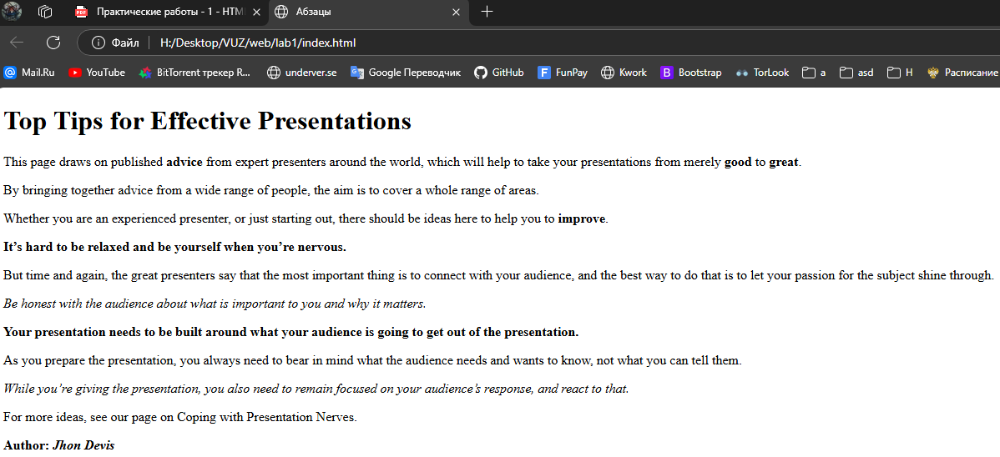 Практические работы - 1 - HTM
Абзацы
Файл
H:/Desktop/VUZ/web/lab1/index.html
Mail.Ru
YouTube
BitTorrent трекер R...
underver.se
Google Переводчик
GitHub
FunPay
Kwork
Bootstrap
TorLook
a
asd
H
Расписание
Top Tips for Effective Presentations
This page draws on published advice from expert presenters around the world, which will help to take your presentations from merely good to great.
By bringing together advice from a wide range of people, the aim is to cover a whole range of areas.
Whether you are an experienced presenter, or just starting out, there should be ideas here to help you to improve.
It’s hard to be relaxed and be yourself when you’re nervous.
But time and again, the great presenters say that the most important thing is to connect with your audience, and the best way to do that is to let your passion for the subject shine through.
Be honest with the audience about what is important to you and why it matters.
Your presentation needs to be built around what your audience is going to get out of the presentation.
As you prepare the presentation, you always need to bear in mind what the audience needs and wants to know, not what you can tell them.
While you’re giving the presentation, you also need to remain focused on your audience’s response, and react to that.
For more ideas, see our page on Coping with Presentation Nerves.
Author: Jhon Devis